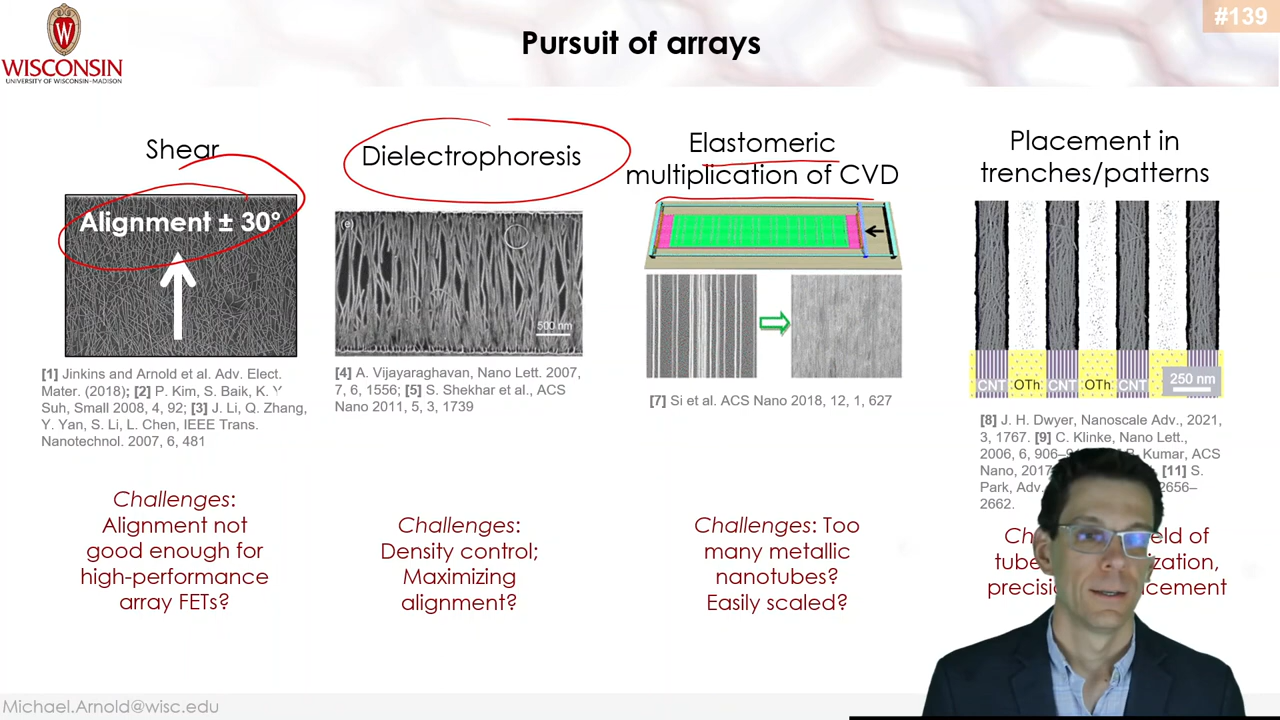 #139
WISCONSIN
UNIVERSITY OF WISCONSIN–MADISON
Pursuit of arrays
Shear
Alignment ± 30°
[1] Jinkins and Arnold et al. Adv. Elect.
Mater. (2018); [2] P. Kim, S. Baik, K. Y
Suh, Small 2008, 4, 92; [3] J. Li, Q. Zhang,
Y. Yan, S. Li, L. Chen, IEEE Trans.
Nanotechnol. 2007, 6, 481
Challenges:
Alignment not
good enough for
high-performance
array FETs?
Dielectrophoresis
(e)
500 nm
[4] A. Vijayaraghavan, Nano Lett. 2007,
7, 6, 1556; [5] S. Shekhar et al., ACS
Nano 2011, 5, 3, 1739
Challenges:
Density control;
Maximizing
alignment?
Elastomeric
multiplication of CVD
[7] Si et al. ACS Nano 2018, 12, 1, 627
Challenges: Too
many metallic
nanotubes?
Easily scaled?
Placement in
trenches/patterns
CNT OTh CNT OTh CNT CNT
250 nm
[8] J. H. Dwyer, Nanoscale Adv., 2021,
3, 1767. [9] C. Klinke, Nano Lett.,
2006, 6, Kumar, ACS
Nano, [11] S.
Park, Adv. 2656–
2662.
of
placement
Michael.Arnold@wisc.edu